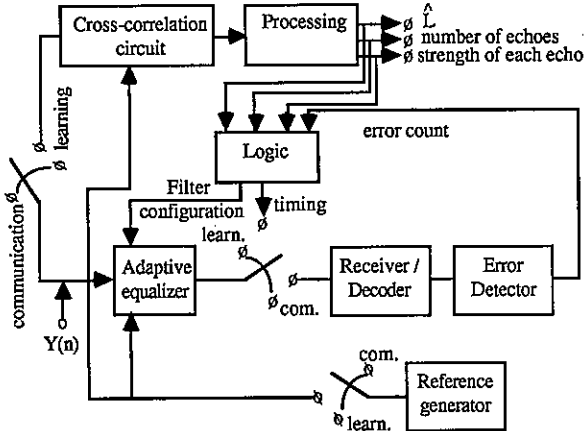 Cross-correlation
circuit
Processing
ø L̂
ø number of echoes
ø strength of each echo
learning
Logic
error count
Filter
configuration
timing
communication
learn.
Adaptive
equalizer
com.
Receiver /
Decoder
Error
Detector
Y(n)
com.
learn.
Reference
generator